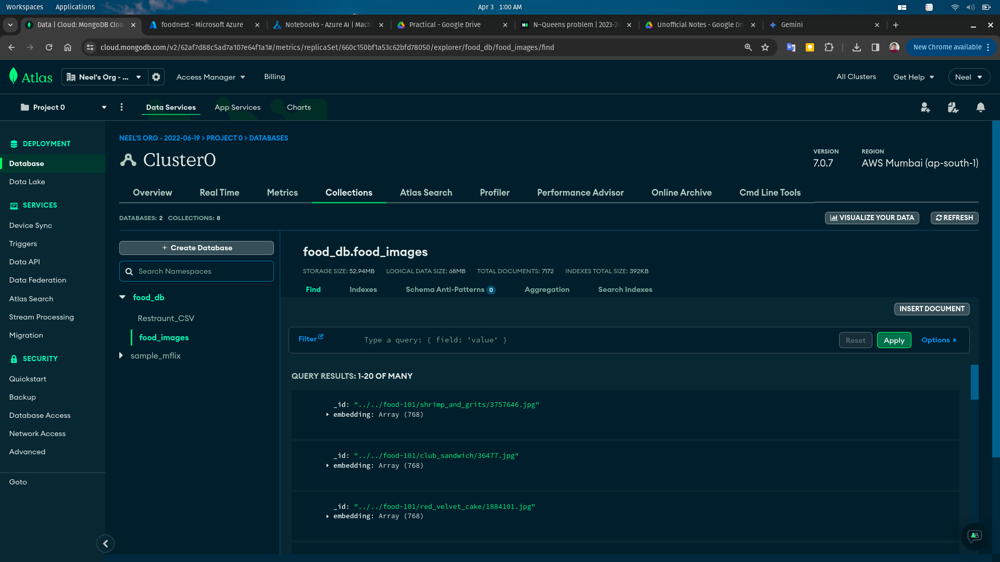 Workspaces Applications Apr 3 1:00 AM
Data | Cloud: MongoDB Clou
foodnest - Microsoft Azure
Notebooks - Azure AI | Mach
Practical - Google Drive
N-Queens problem | 2023-24
Unofficial Notes - Google Dri
Gemini
cloud.mongodb.com/v2/62af7d88c5ad7a107e64f1a1#/metrics/replicaSet/660c150bf1a53c62bfd78050/explorer/food_db/food_images/find
New Chrome available
Atlas
Neel's Org - ...
Access Manager
Billing
All Clusters
Get Help
Neel
Project 0
Data Services
App Services
Charts
DEPLOYMENT
Database
Data Lake
SERVICES
Device Sync
Triggers
Data API
Data Federation
Atlas Search
Stream Processing
Migration
SECURITY
Quickstart
Backup
Database Access
Network Access
Advanced
Goto
NEEL'S ORG - 2022-06-19 > PROJECT 0 > DATABASES
Cluster0
VERSION
7.0.7
REGION
AWS Mumbai (ap-south-1)
Overview
Real Time
Metrics
Collections
Atlas Search
Profiler
Performance Advisor
Online Archive
Cmd Line Tools
DATABASES: 2 COLLECTIONS: 8
VISUALIZE YOUR DATA
REFRESH
+ Create Database
Search Namespaces
food_db
Restraunt_CSV
food_images
sample_mflix
food_db.food_images
STORAGE SIZE: 52.94MB LOGICAL DATA SIZE: 68MB TOTAL DOCUMENTS: 7172 INDEXES TOTAL SIZE: 392KB
Find
Indexes
Schema Anti-Patterns 0
Aggregation
Search Indexes
INSERT DOCUMENT
Filter
Type a query: { field: 'value' }
Reset
Apply
Options
QUERY RESULTS: 1-20 OF MANY
_id: "../../food-101/shrimp_and_grits/3757646.jpg"
embedding: Array (768)
_id: "../../food-101/club_sandwich/36477.jpg"
embedding: Array (768)
_id: "../../food-101/red_velvet_cake/1884101.jpg"
embedding: Array (768)